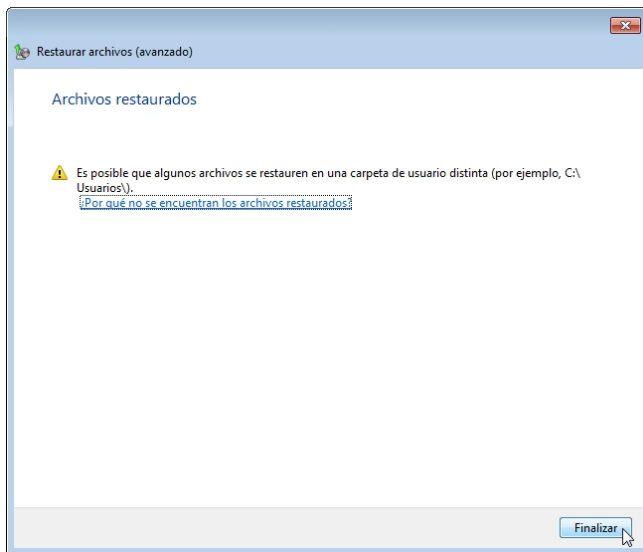 Restaurar archivos (avanzado)
Archivos restaurados
Es posible que algunos archivos se restauren en una carpeta de usuario distinta (por ejemplo, C:\
Usuarios\).
¿Por qué no se encuentran los archivos restaurados?
Finalizar